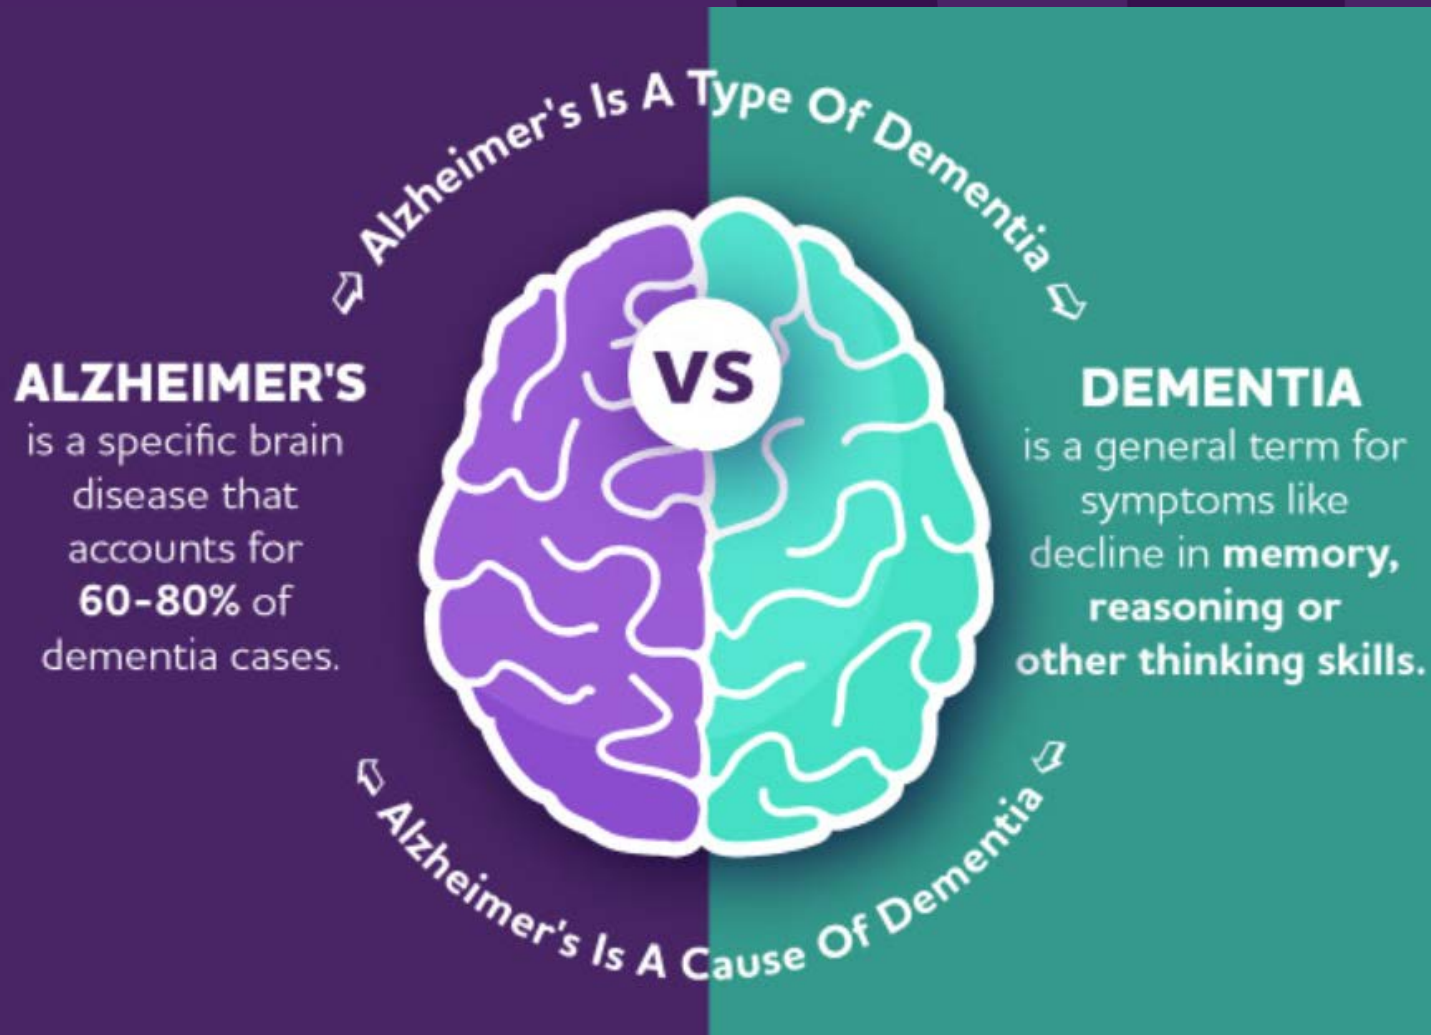 Alzheimer's Is A Type Of Dementia
ALZHEIMER'S
is a specific brain
disease that
accounts for
60-80% of
dementia cases.
VS
DEMENTIA
is a general term for
symptoms like
decline in memory,
reasoning or
other thinking skills.
Alzheimer's Is A Cause Of Dementia